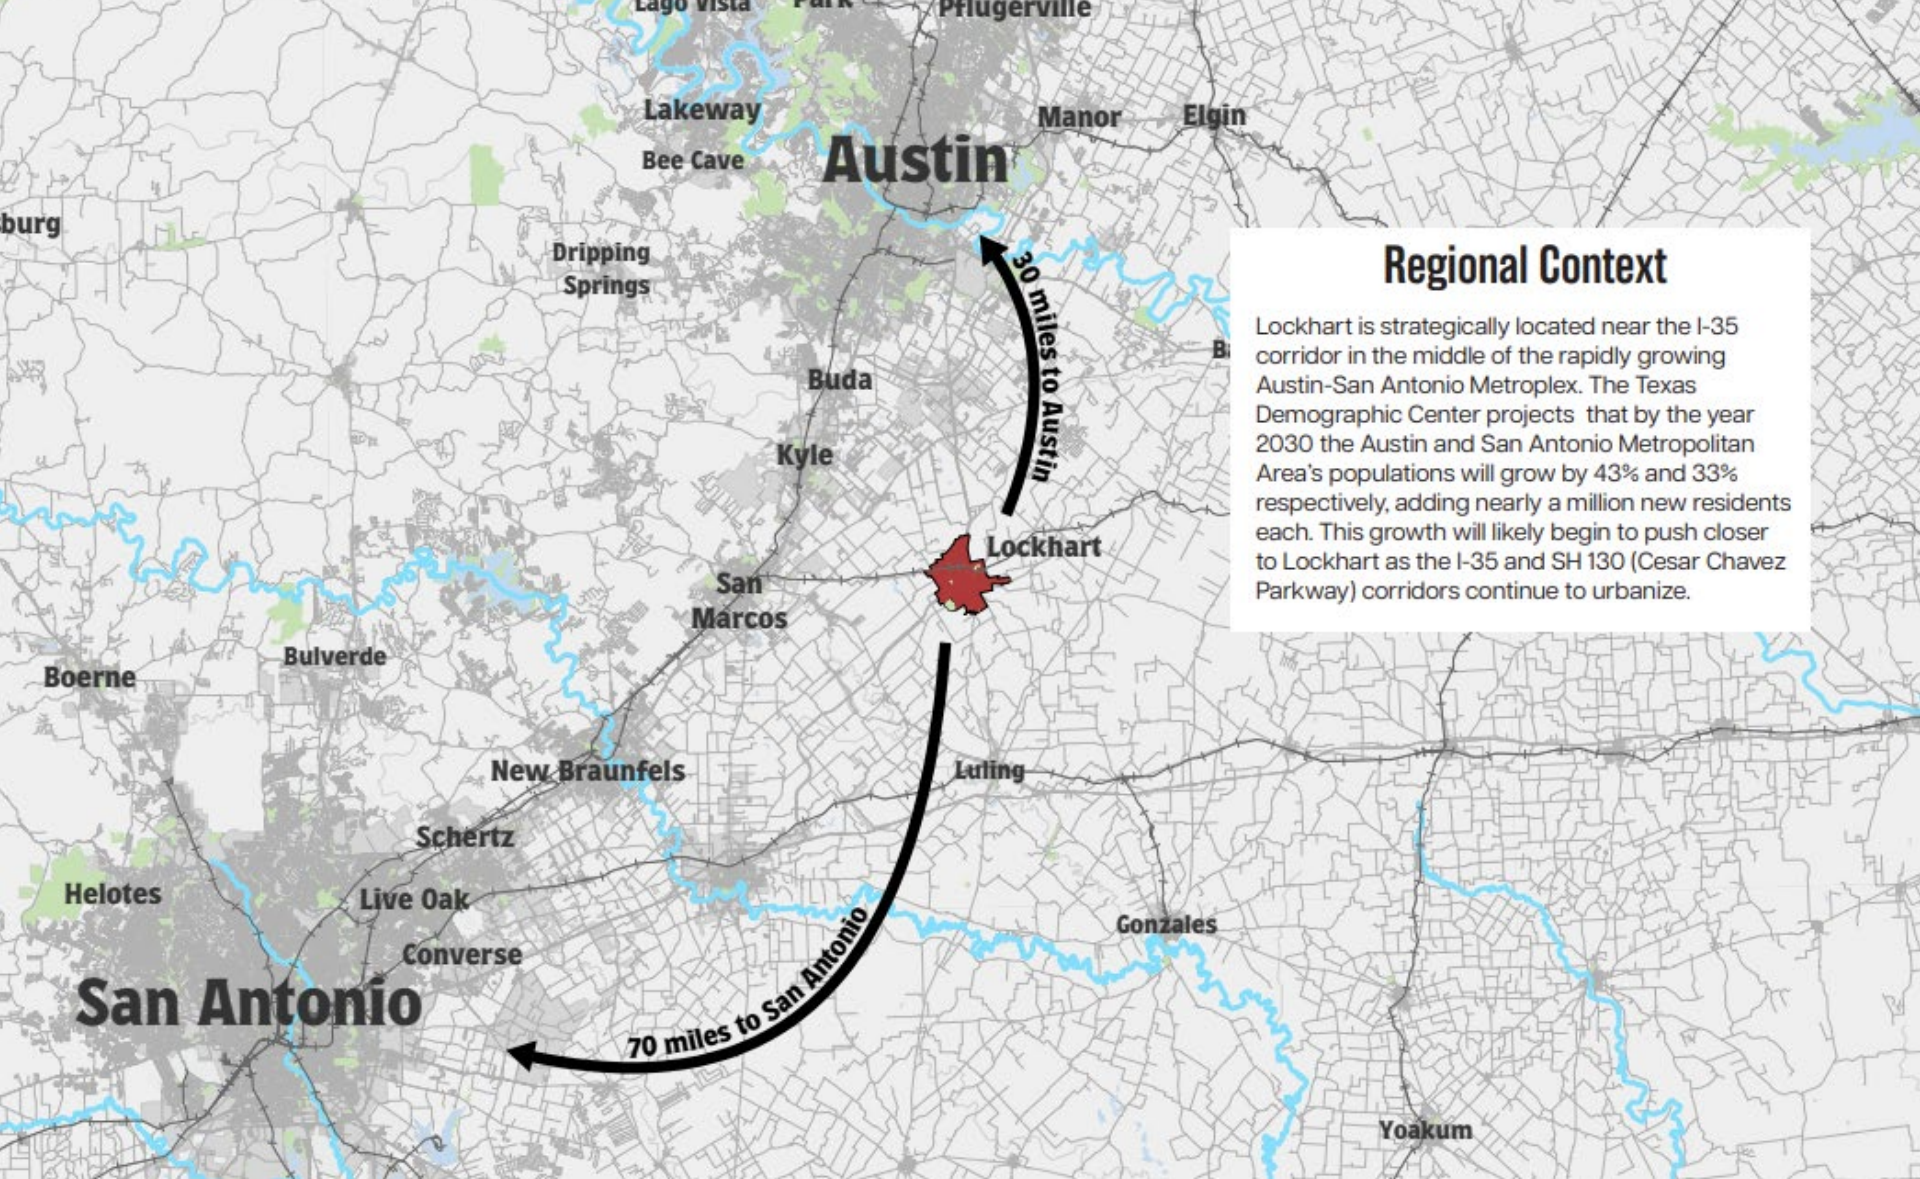 Lago Vista
Park
Pflugerville
Lakeway
Manor
Elgin
Bee Cave
Austin
burg
Dripping
Springs
30 miles to Austin
Regional Context
Lockhart is strategically located near the I-35
corridor in the middle of the rapidly growing
Austin-San Antonio Metroplex. The Texas
Demographic Center projects that by the year
2030 the Austin and San Antonio Metropolitan
Area's populations will grow by 43% and 33%
respectively, adding nearly a million new residents
each. This growth will likely begin to push closer
to Lockhart as the I-35 and SH 130 (Cesar Chavez
Parkway) corridors continue to urbanize.
Ba
Buda
Kyle
Lockhart
San
Marcos
Bulverde
Boerne
New Braunfels
Luling
Schertz
Helotes
Live Oak
Gonzales
Converse
San Antonio
70 miles to San Antonio
Yoakum